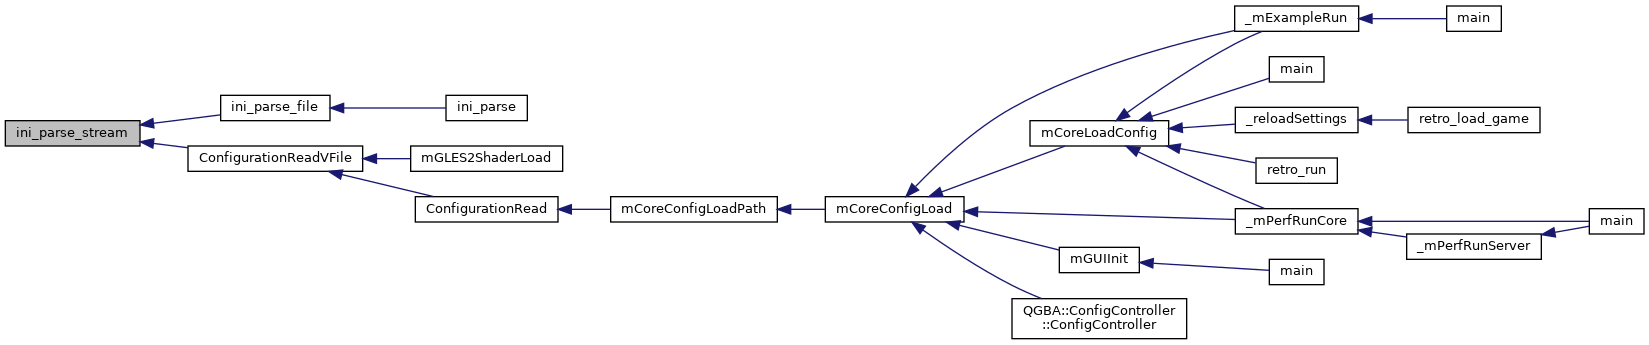 ini_parse_stream
ini_parse_file
ini_parse
ConfigurationReadVFile
mGLES2ShaderLoad
ConfigurationRead
mCoreConfigLoadPath
mCoreConfigLoad
_mExampleRun
main
mCoreLoadConfig
main
_reloadSettings
retro_load_game
retro_run
_mPerfRunCore
main
_mPerfRunServer
mGUIInit
main
QGBA::ConfigController
::ConfigController